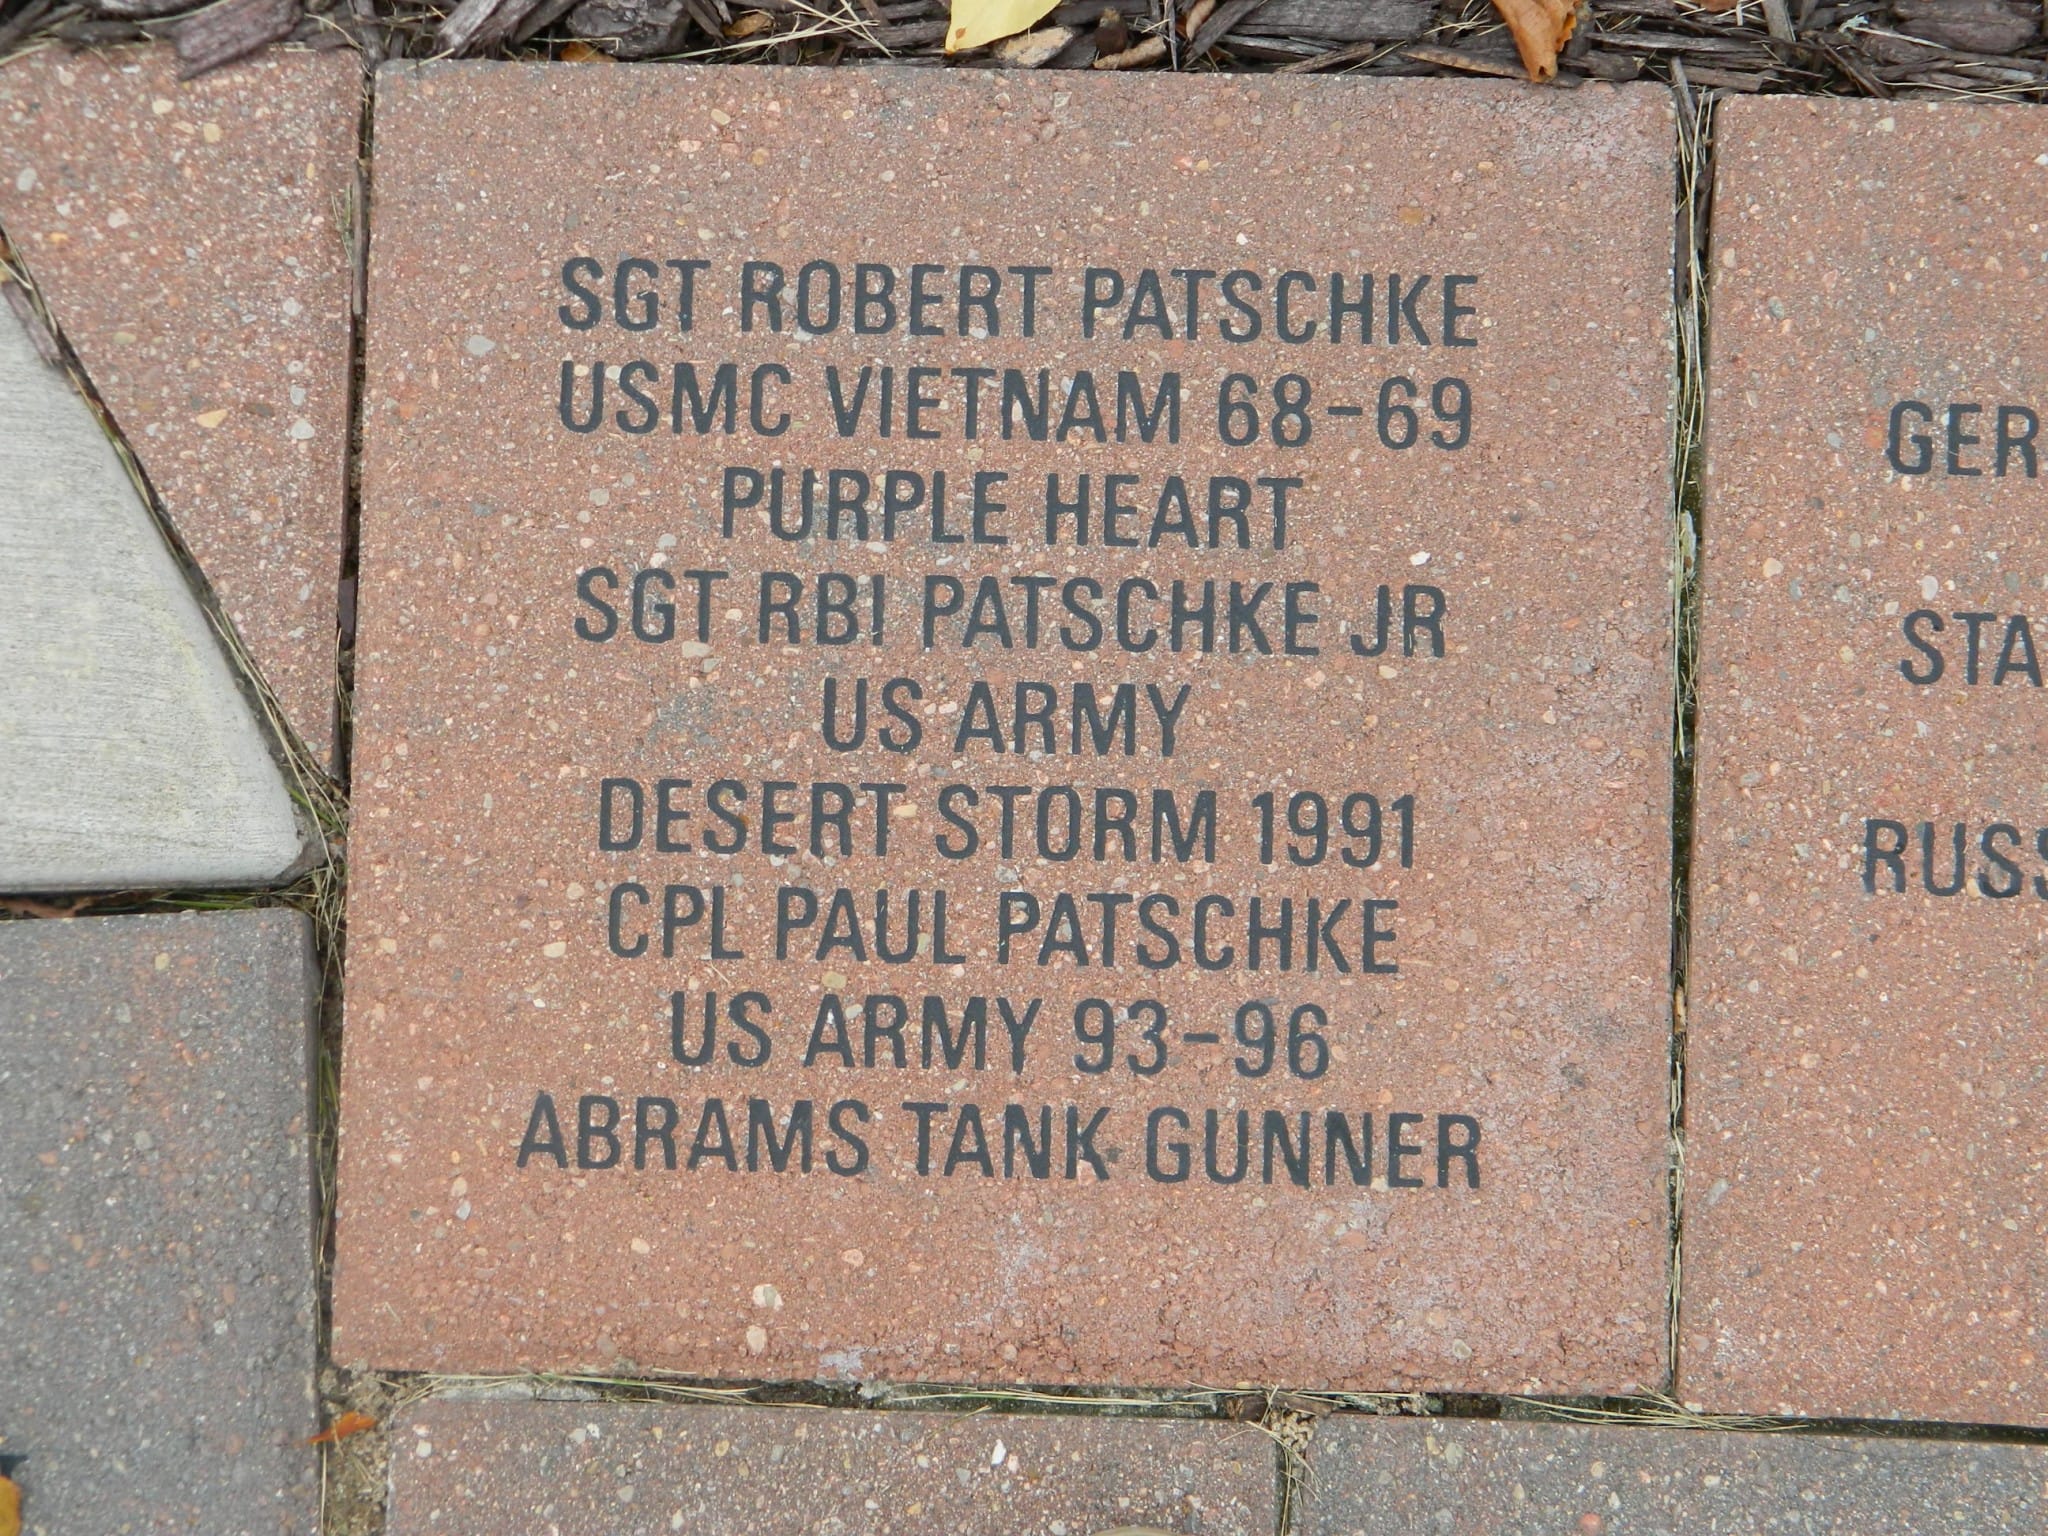 SGT ROBERT PATSCHKE
USMC VIETNAM 68-69
PURPLE HEART
SGT RBI PATSCHKE JR
US ARMY
DESERT STORM 1991
CPL PAUL PATSCHKE
US ARMY 93-96
ABRAMS TANK GUNNER
GER
STA
RUSS